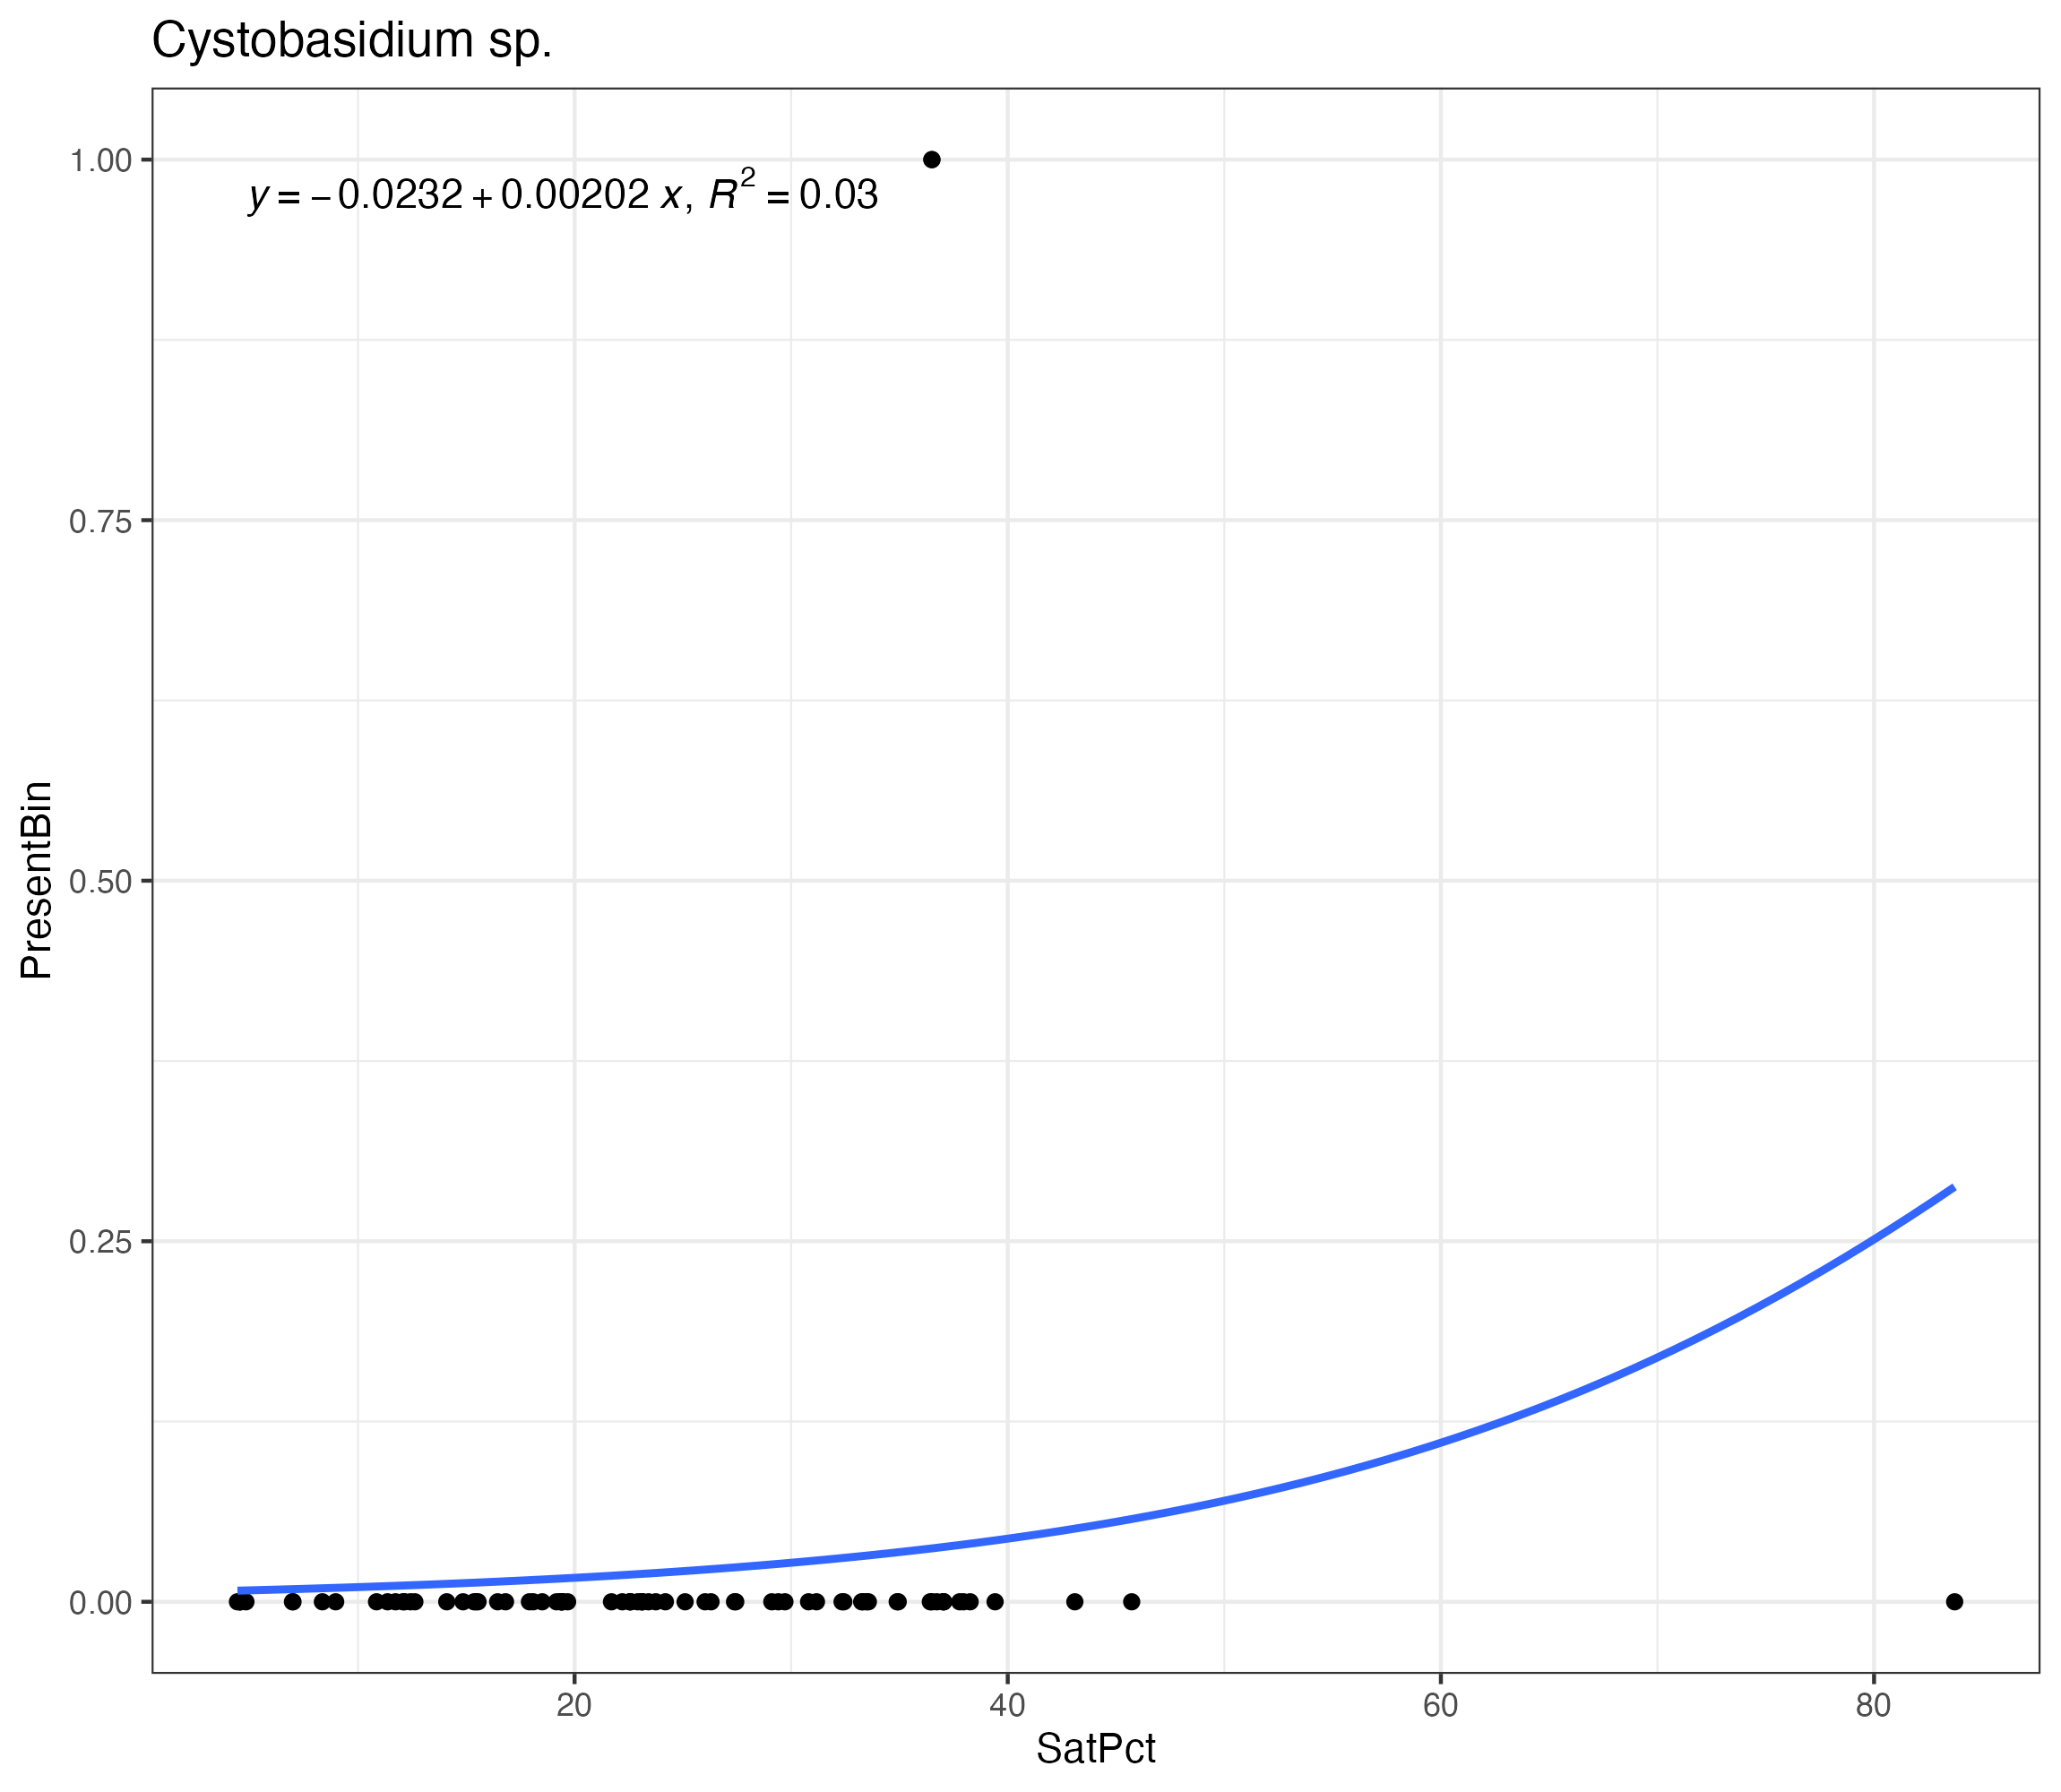 Cystobasidium sp.
1.00
y = −0.0232 + 0.00202 x, R² = 0.03
0.75
PresentBin
0.50
0.25
0.00
20 40 60 80
SatPct